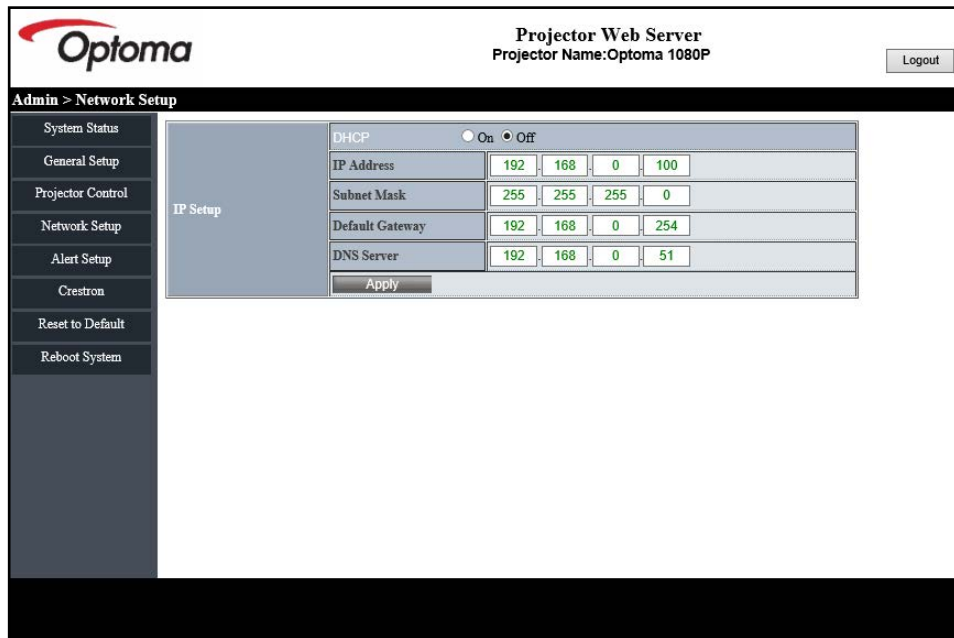 Optoma
Projector Web Server
Projector Name:Optoma 1080P
Logout
Admin > Network Setup
System Status
General Setup
Projector Control
Network Setup
Alert Setup
Crestron
Reset to Default
Reboot System
IP Setup
DHCP On Off
IP Address 192 . 168 . 0 . 100
Subnet Mask 255 . 255 . 255 . 0
Default Gateway 192 . 168 . 0 . 254
DNS Server 192 . 168 . 0 . 51
Apply